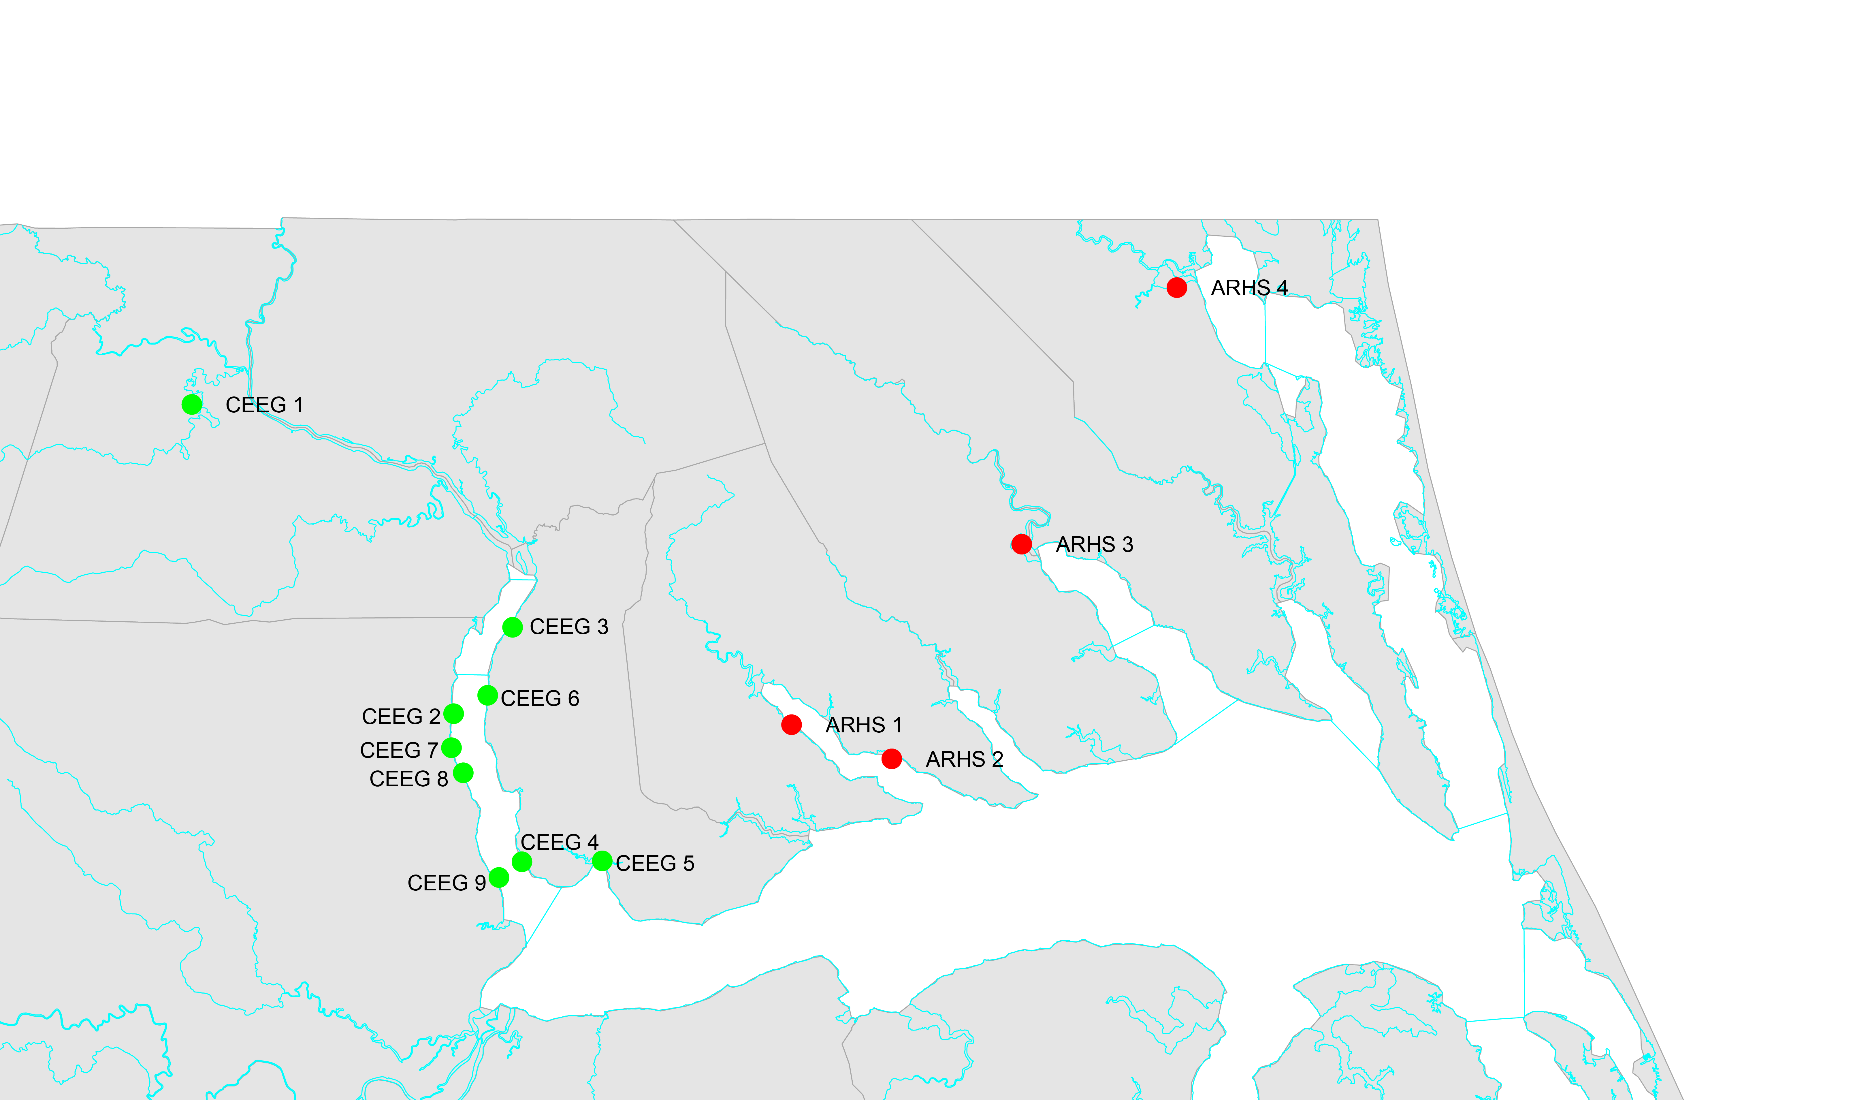 ARHS 4
CEEG 1
ARHS 3
CEEG 3
CEEG 6
CEEG 2
ARHS 1
CEEG 7
ARHS 2
CEEG 8
CEEG 4
CEEG 5
CEEG 9